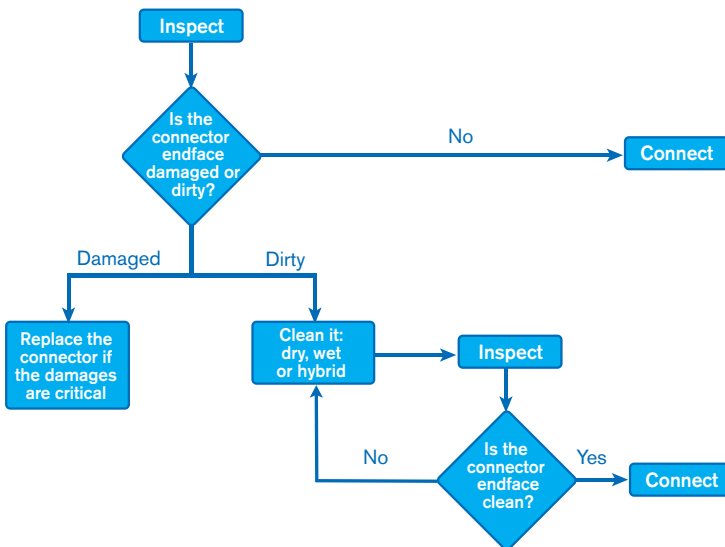 Inspect
Is the
connector
endface
damaged or
dirty?
No
Connect
Damaged
Dirty
Replace the
connector if
the damages
are critical
Clean it:
dry, wet
or hybrid
Inspect
Is the
connector
endface
clean?
No
Yes
Connect